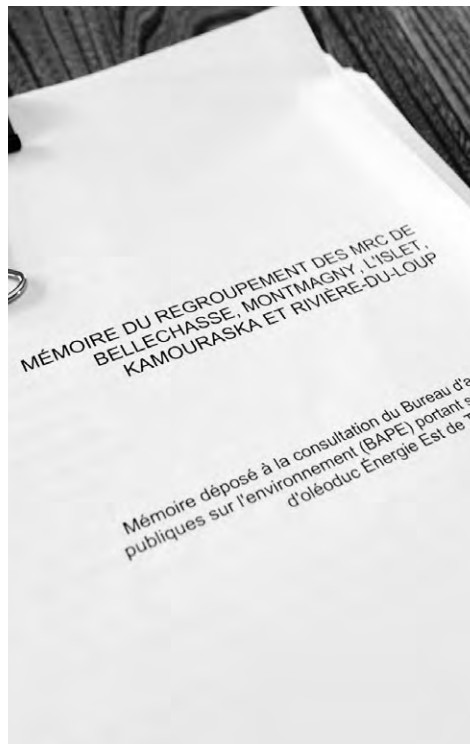 MÉMOIRE DU REGROUPEMENT DES MRC DE
BELLECHASSE, MONTMAGNY, L'ISLET,
KAMOURASKA ET RIVIÈRE-DU-LOUP
Mémoire déposé à la consultation du Bureau
publiques sur l'environnement (BAPE) portant
d'oléoduc Énergie Est de